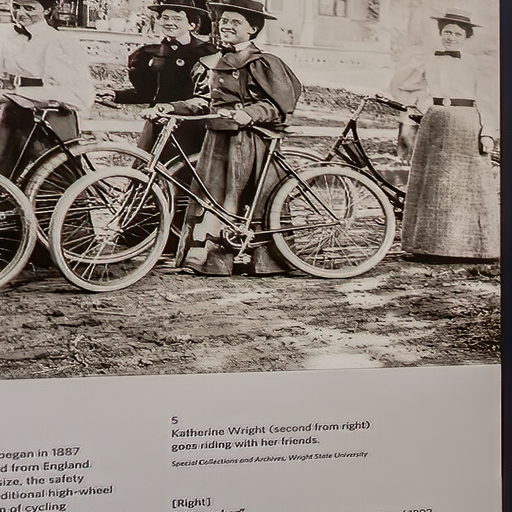 began in 1887
d from England.
size, the safety
ditional high-wheel
n of cycling
5
Katherine Wright (second from right)
goes riding with her friends.
Special Collections and Archives, Wright State University
[Right]